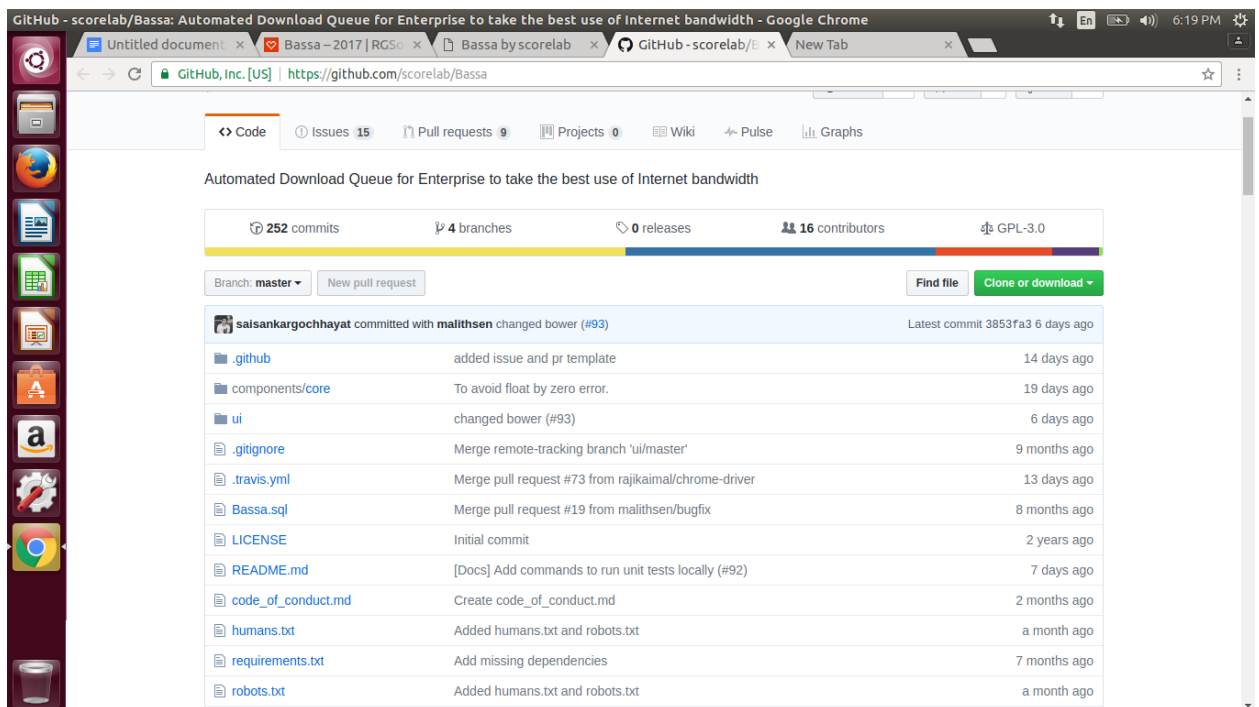 GitHub - scorelab/Bassa: Automated Download Queue for Enterprise to take the best use of Internet bandwidth - Google Chrome En 6:19 PM
Untitled document × Bassa – 2017 | RGSo × Bassa by scorelab × GitHub - scorelab/B × New Tab ×
GitHub, Inc. [US] | https://github.com/scorelab/Bassa
<> Code Issues 15 Pull requests 9 Projects 0 Wiki Pulse Graphs
Automated Download Queue for Enterprise to take the best use of Internet bandwidth
252 commits 4 branches 0 releases 16 contributors GPL-3.0
Branch: master New pull request Find file Clone or download
saisankargochhayat committed with malithsen changed bower (#93) Latest commit 3853fa3 6 days ago
.github added issue and pr template 14 days ago
components/core To avoid float by zero error. 19 days ago
ui changed bower (#93) 6 days ago
.gitignore Merge remote-tracking branch 'ui/master' 9 months ago
.travis.yml Merge pull request #73 from rajikaimal/chrome-driver 13 days ago
Bassa.sql Merge pull request #19 from malithsen/bugfix 8 months ago
LICENSE Initial commit 2 years ago
README.md [Docs] Add commands to run unit tests locally (#92) 7 days ago
code_of_conduct.md Create code_of_conduct.md 2 months ago
humans.txt Added humans.txt and robots.txt a month ago
requirements.txt Add missing dependencies 7 months ago
robots.txt Added humans.txt and robots.txt a month ago